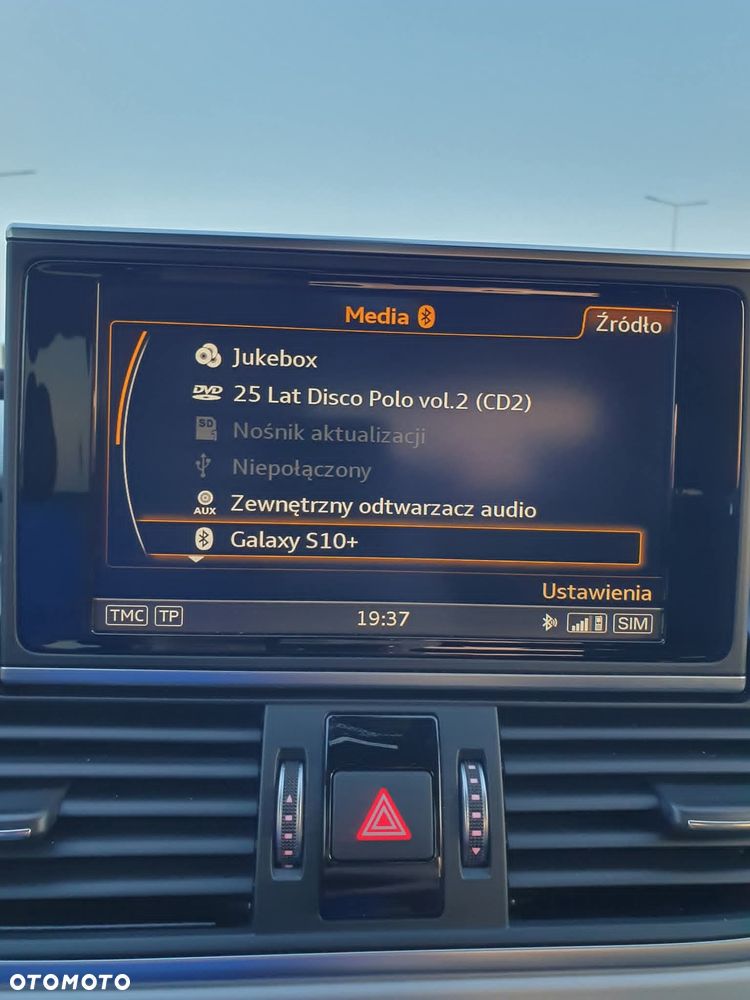 Media
Źródło
Jukebox
DVD 25 Lat Disco Polo vol.2 (CD2)
SD Nośnik aktualizacji
Niepołączony
AUX Zewnętrzny odtwarzacz audio
Galaxy S10+
Ustawienia
TMC TP 19:37 SIM
OTOMOTO